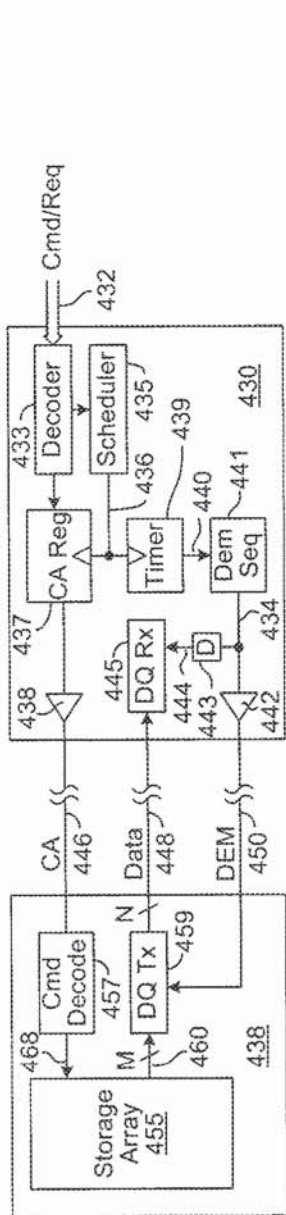 Storage
Array
455
468
Cmd
Decode
457
M
460
DQ Tx
459
N
438
CA
446
Data
448
DEM
450
438
437
CA Reg
433
Decoder
Cmd/Req
432
Scheduler
435
436
445
DQ Rx
444
D
443
442
434
Timer
439
440
Dem
Seq
441
430